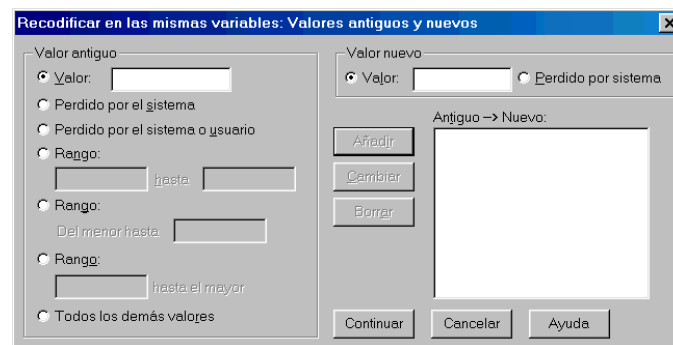 Recodificar en las mismas variables: Valores antiguos y nuevos
Valor antiguo
Valor:
Perdido por el sistema
Perdido por el sistema o usuario
Rango:
hasta
Rango:
Del menor hasta
Rango:
hasta el mayor
Todos los demás valores
Valor nuevo
Valor:
Perdido por sistema
Antiguo --> Nuevo:
Añadir
Cambiar
Borrar
Continuar
Cancelar
Ayuda